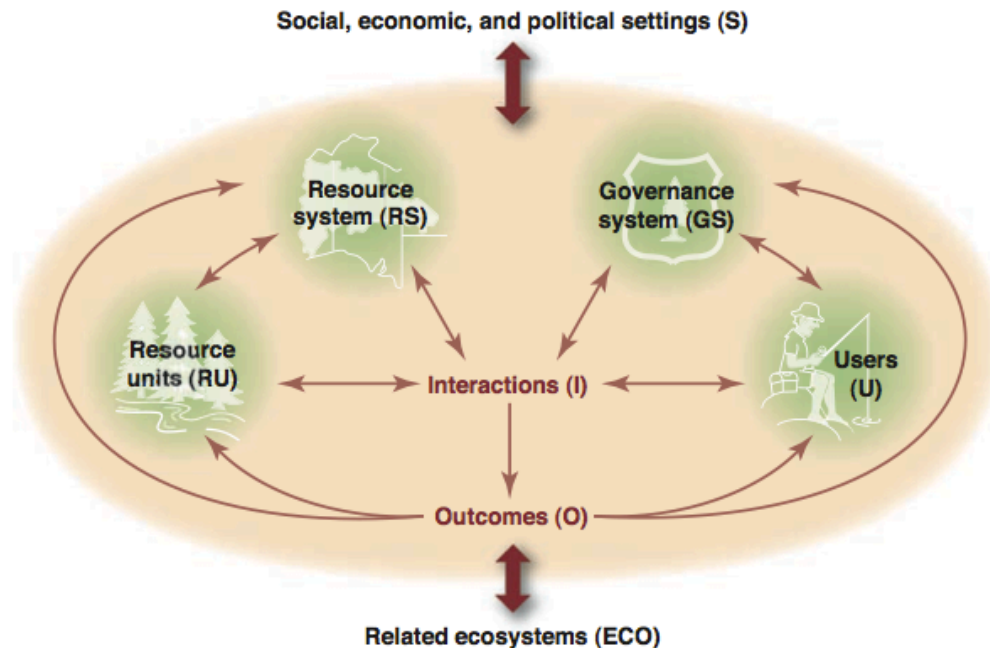 Social, economic, and political settings (S)
Resource
system (RS)
Governance
system (GS)
Resource
units (RU)
Interactions (I)
Users
(U)
Outcomes (O)
Related ecosystems (ECO)